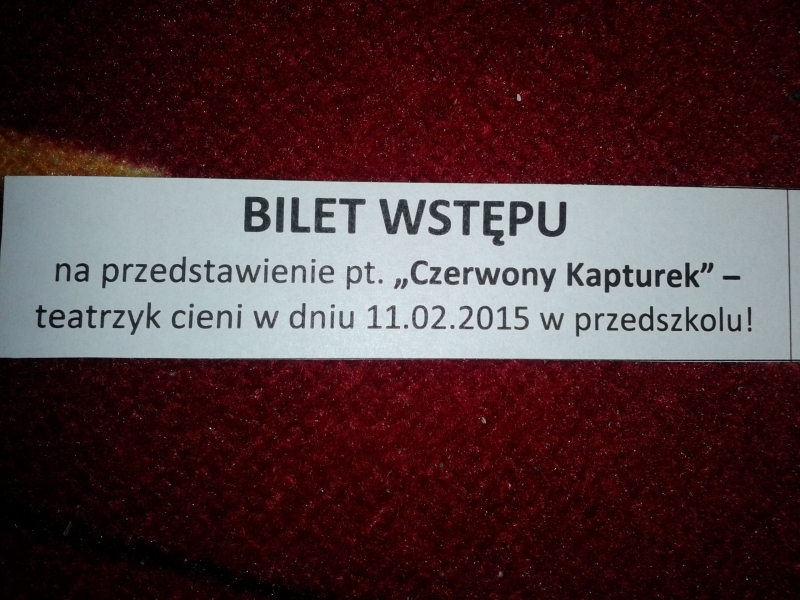 BILET WSTĘPU
na przedstawienie pt. „Czerwony Kapturek” –
teatrzyk cieni w dniu 11.02.2015 w przedszkolu!